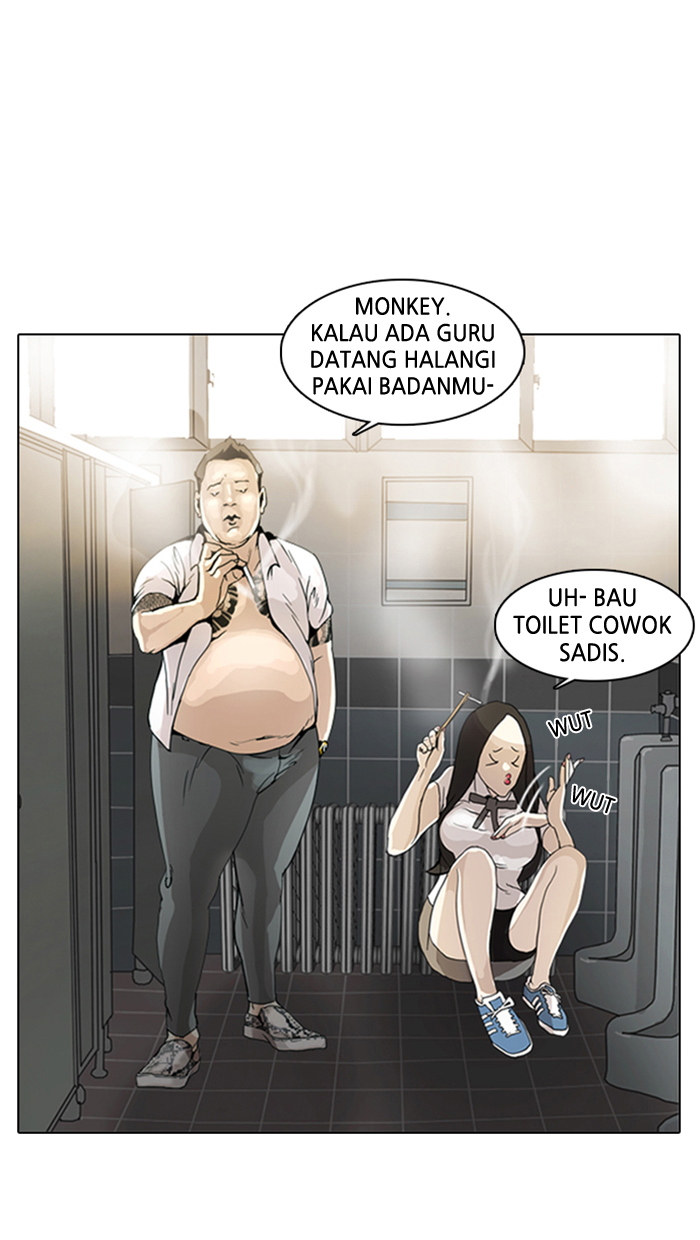 MONKEY.
KALAU ADA GURU
DATANG HALANGI
PAKAI BADANMU-
UH- BAU
TOILET COWOK
SADIS.
WUT
WUT